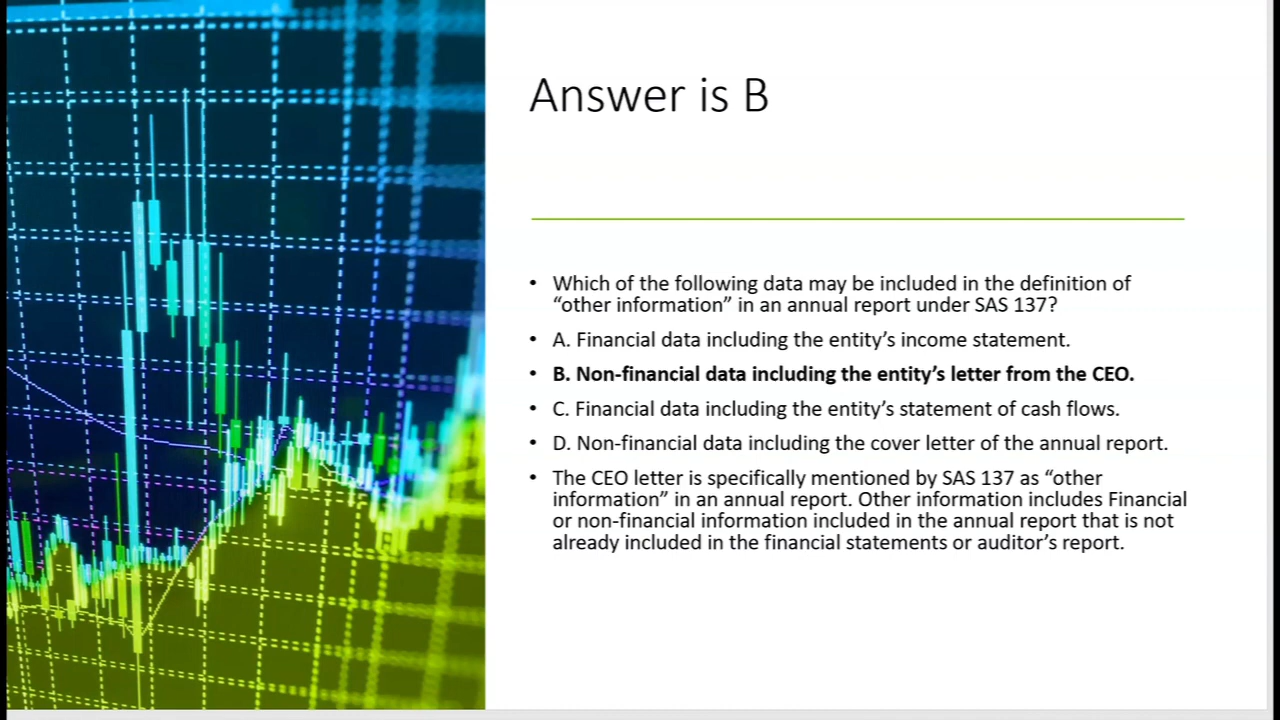 Answer is B
• Which of the following data may be included in the definition of
“other information” in an annual report under SAS 137?
• A. Financial data including the entity’s income statement.
• B. Non-financial data including the entity’s letter from the CEO.
• C. Financial data including the entity’s statement of cash flows.
• D. Non-financial data including the cover letter of the annual report.
• The CEO letter is specifically mentioned by SAS 137 as “other
information” in an annual report. Other information includes Financial
or non-financial information included in the annual report that is not
already included in the financial statements or auditor’s report.